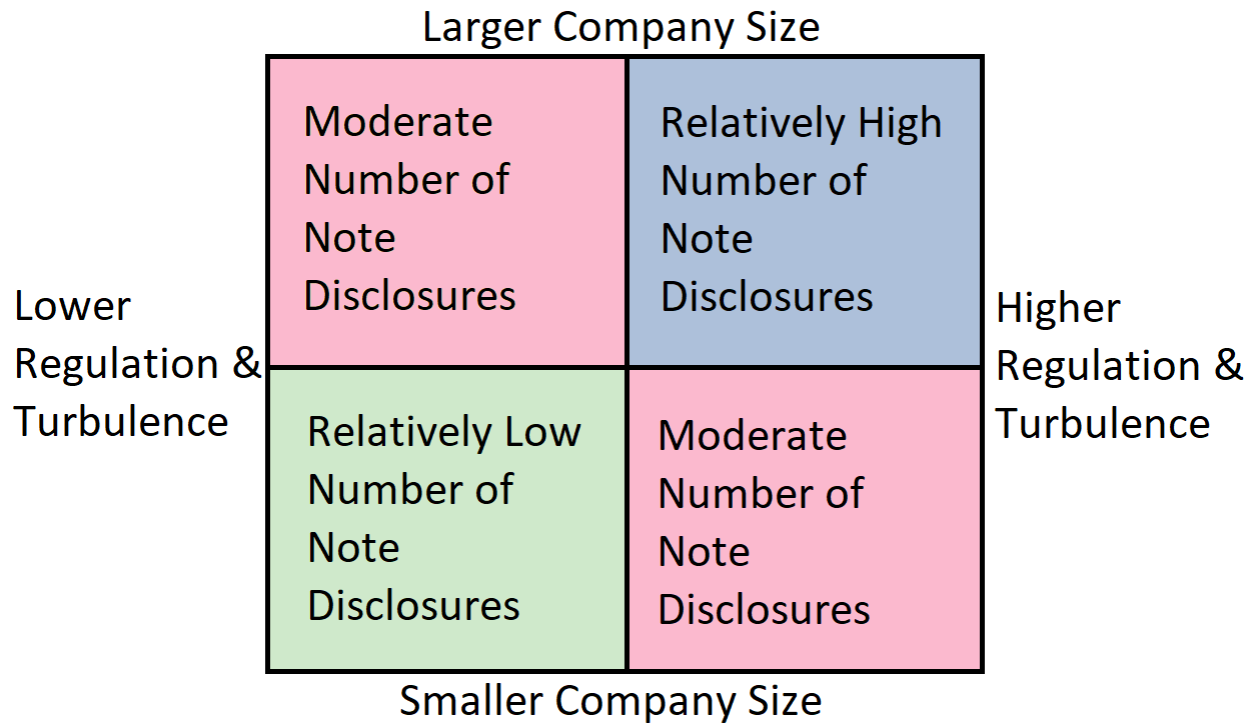 Larger Company Size
Moderate
Number of
Note
Disclosures
Relatively High
Number of
Note
Disclosures
Lower
Regulation &
Turbulence
Higher
Regulation &
Turbulence
Relatively Low
Number of
Note
Disclosures
Moderate
Number of
Note
Disclosures
Smaller Company Size